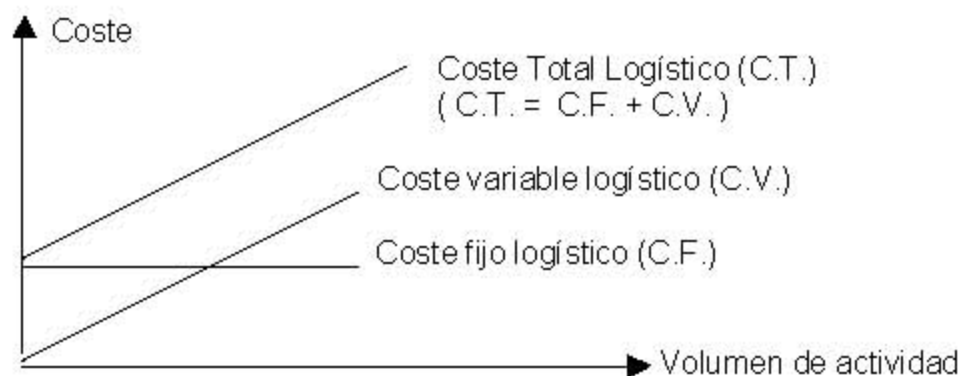 Coste
Coste Total Logístico (C.T.)
( C.T. = C.F. + C.V. )
Coste variable logístico (C.V.)
Coste fijo logístico (C.F.)
Volumen de actividad